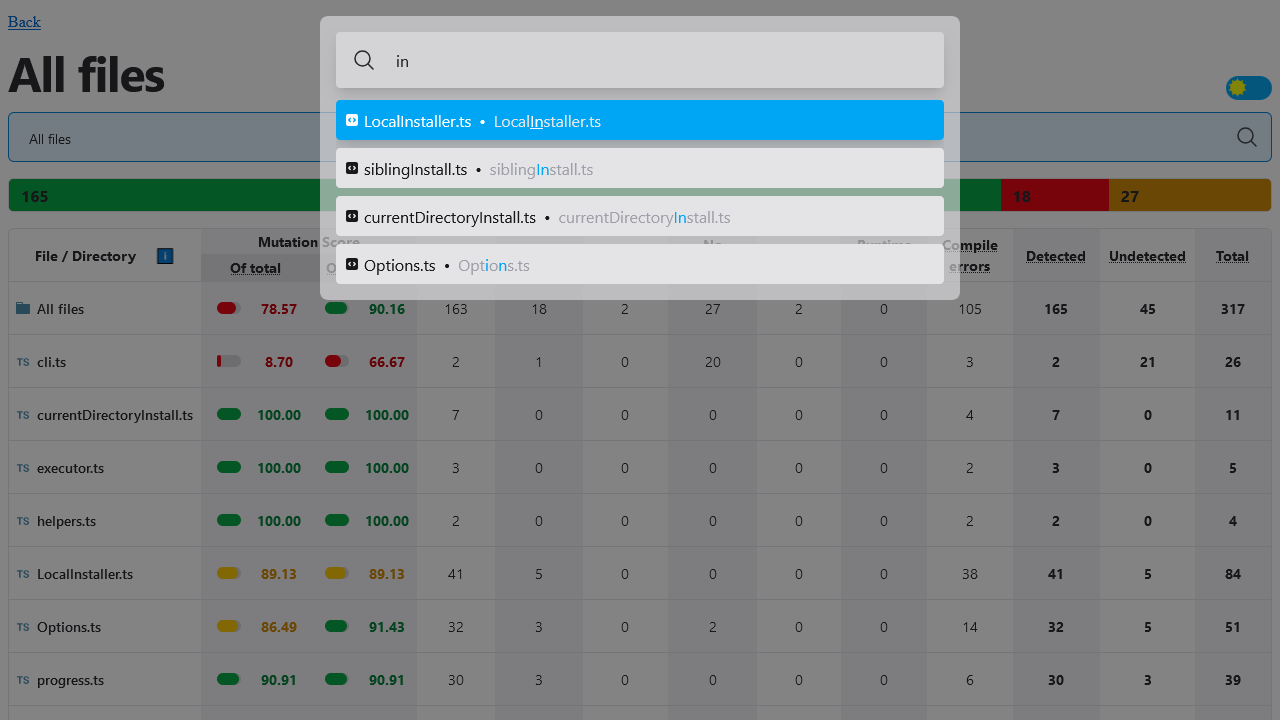 Back
All files
in
LocalInstaller.ts • LocalInstaller.ts
siblingInstall.ts • siblingInstall.ts
currentDirectoryInstall.ts • currentDirectoryInstall.ts
Options.ts • Options.ts
All files
165 18 27
File / Directory Mutation Score No Runtime Compile errors Detected Undetected Total
Of total
All files 78.57 90.16 163 18 2 27 2 0 105 165 45 317
TS cli.ts 8.70 66.67 2 1 0 20 0 0 3 2 21 26
TS currentDirectoryInstall.ts 100.00 100.00 7 0 0 0 0 0 4 7 0 11
TS executor.ts 100.00 100.00 3 0 0 0 0 0 2 3 0 5
TS helpers.ts 100.00 100.00 2 0 0 0 0 0 2 2 0 4
TS LocalInstaller.ts 89.13 89.13 41 5 0 0 0 0 38 41 5 84
TS Options.ts 86.49 91.43 32 3 0 2 0 0 14 32 5 51
TS progress.ts 90.91 90.91 30 3 0 0 0 0 6 30 3 39